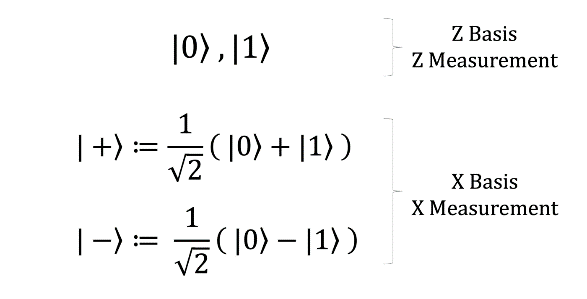 |0⟩ , |1⟩
Z Basis
Z Measurement
|+⟩ ≔ 1/√2 ( |0⟩ + |1⟩ )
|−⟩ ≔ 1/√2 ( |0⟩ − |1⟩ )
X Basis
X Measurement